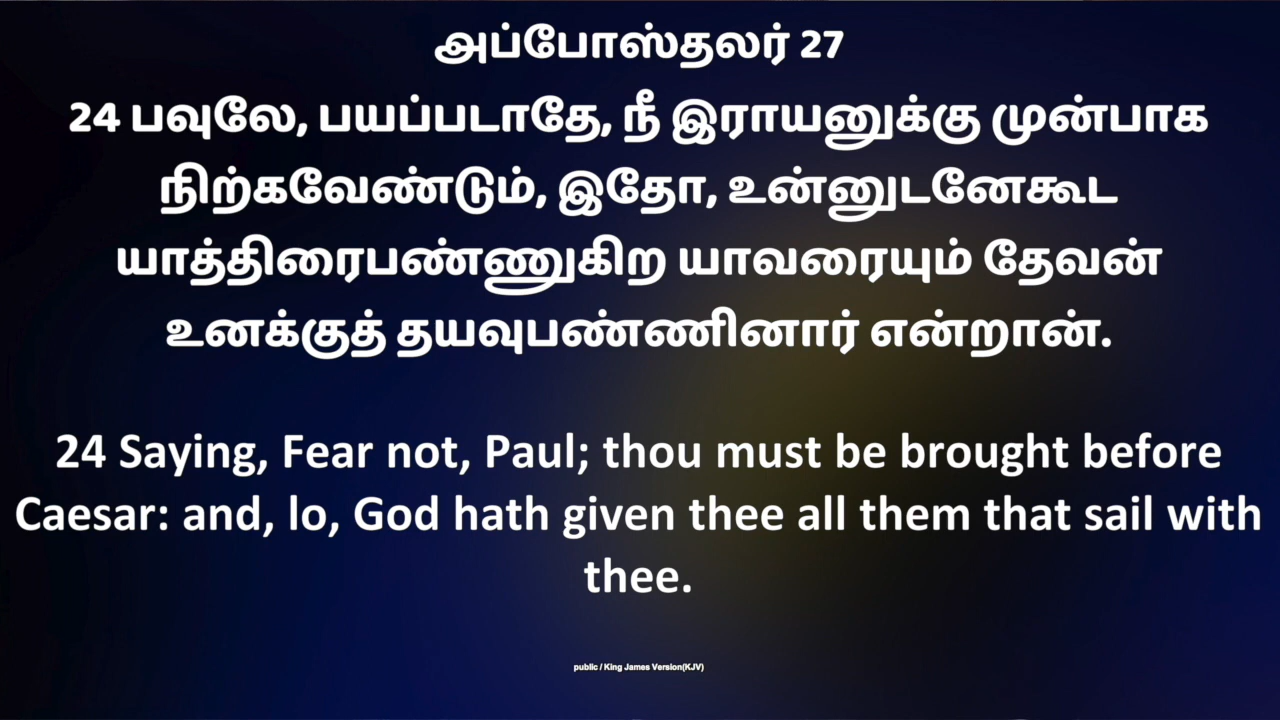 அப்போஸ்தலர் 27
24 பவுலே, பயப்படாதே, நீ இராயனுக்கு முன்பாக
நிற்கவேண்டும், இதோ, உன்னுடனேகூட
யாத்திரைபண்ணுகிற யாவரையும் தேவன்
உனக்குத் தயவுபண்ணினார் என்றான்.
24 Saying, Fear not, Paul; thou must be brought before
Caesar: and, lo, God hath given thee all them that sail with
thee.
public / King James Version(KJV)